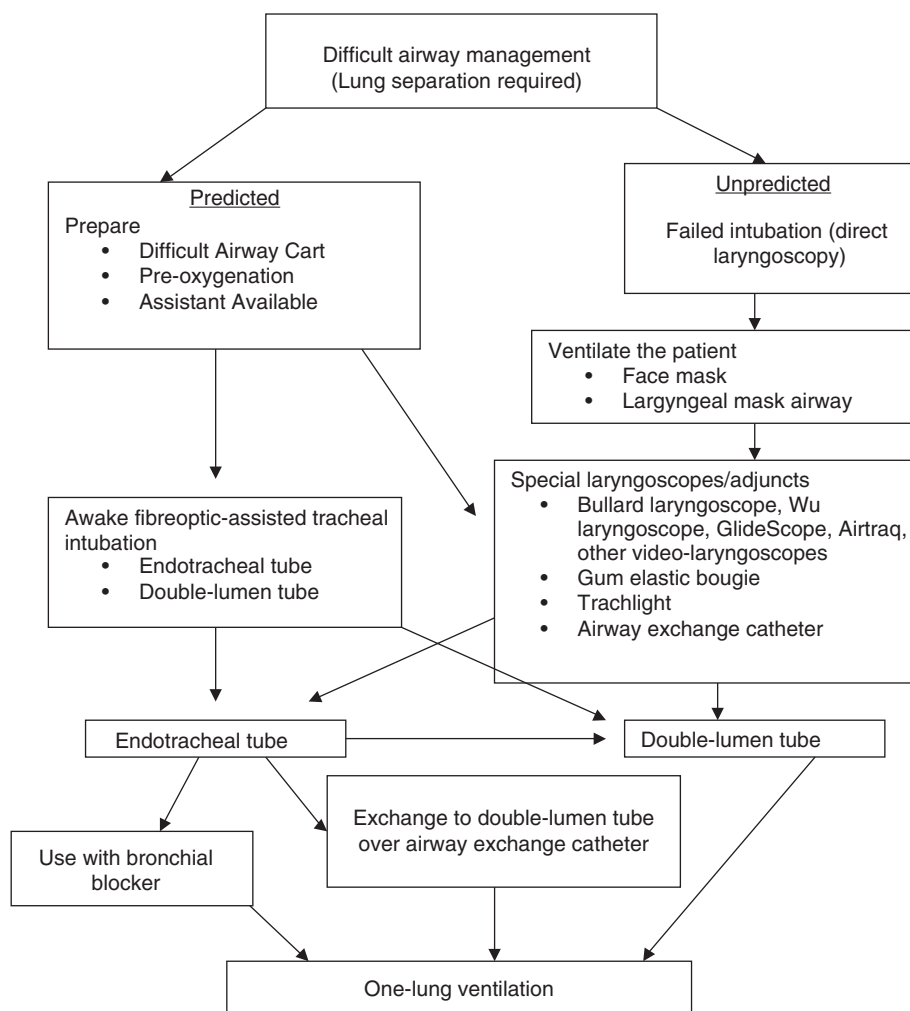 Difficult airway management
(Lung separation required)
Predicted
Prepare
• Difficult Airway Cart
• Pre-oxygenation
• Assistant Available
Unpredicted
Failed intubation (direct
laryngoscopy)
Ventilate the patient
• Face mask
• Largyngeal mask airway
Awake fibreoptic-assisted tracheal
intubation
• Endotracheal tube
• Double-lumen tube
Special laryngoscopes/adjuncts
• Bullard laryngoscope, Wu
laryngoscope, GlideScope, Airtraq,
other video-laryngoscopes
• Gum elastic bougie
• Trachlight
• Airway exchange catheter
Endotracheal tube
Double-lumen tube
Use with bronchial
blocker
Exchange to double-lumen tube
over airway exchange catheter
One-lung ventilation